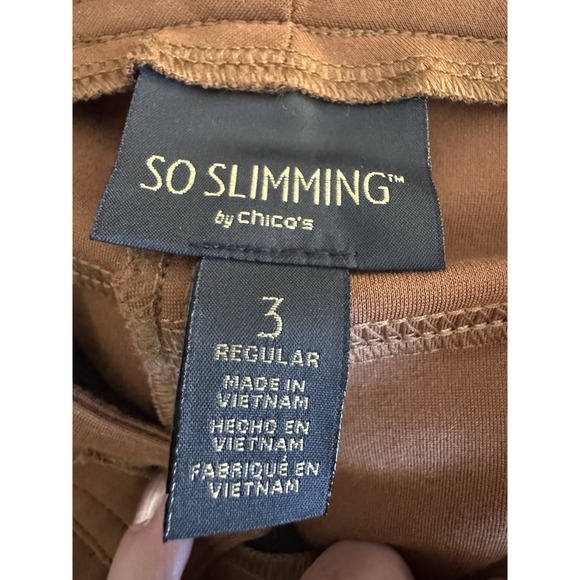 SO SLIMMING™
by chico's
3
REGULAR
MADE IN
VIETNAM
HECHO EN
VIETNAM
FABRIQUÉ EN
VIETNAM